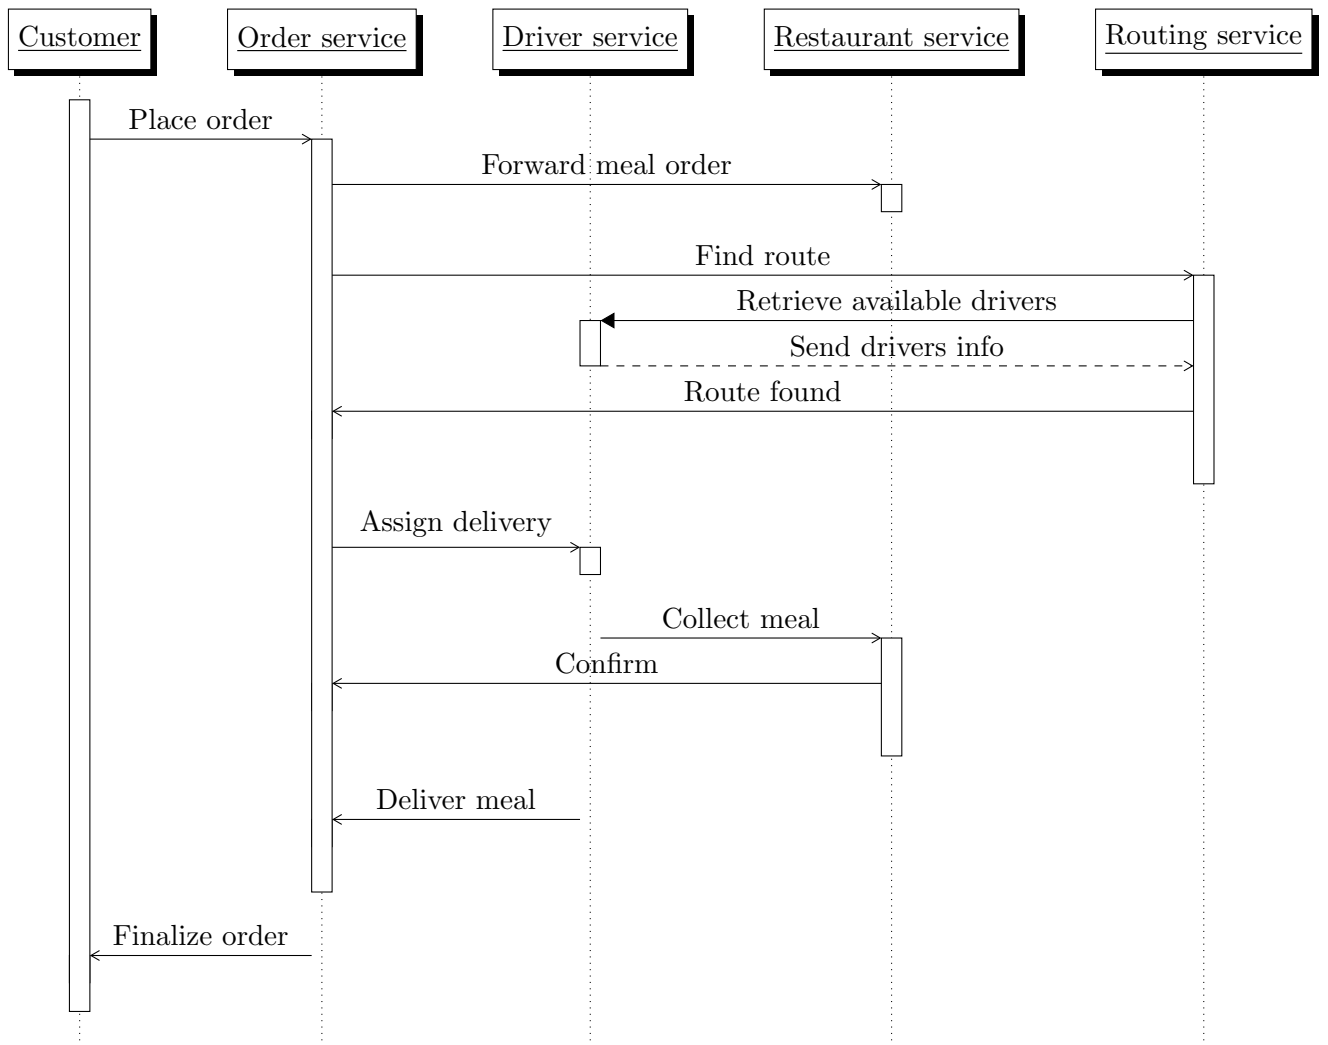 Customer
Order service
Driver service
Restaurant service
Routing service
Place order
Forward meal order
Find route
Retrieve available drivers
Send drivers info
Route found
Assign delivery
Collect meal
Confirm
Deliver meal
Finalize order